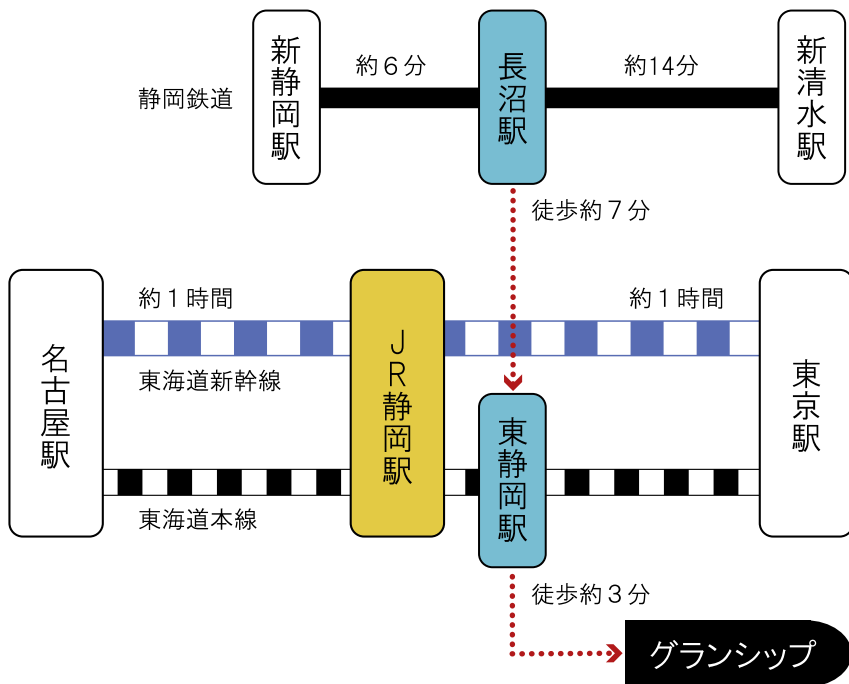 静岡鉄道
新静岡駅
約6分
長沼駅
約14分
新清水駅
徒歩約7分
名古屋駅
約1時間
東海道新幹線
東海道本線
JR静岡駅
約1時間
東静岡駅
東京駅
徒歩約3分
グランシップ